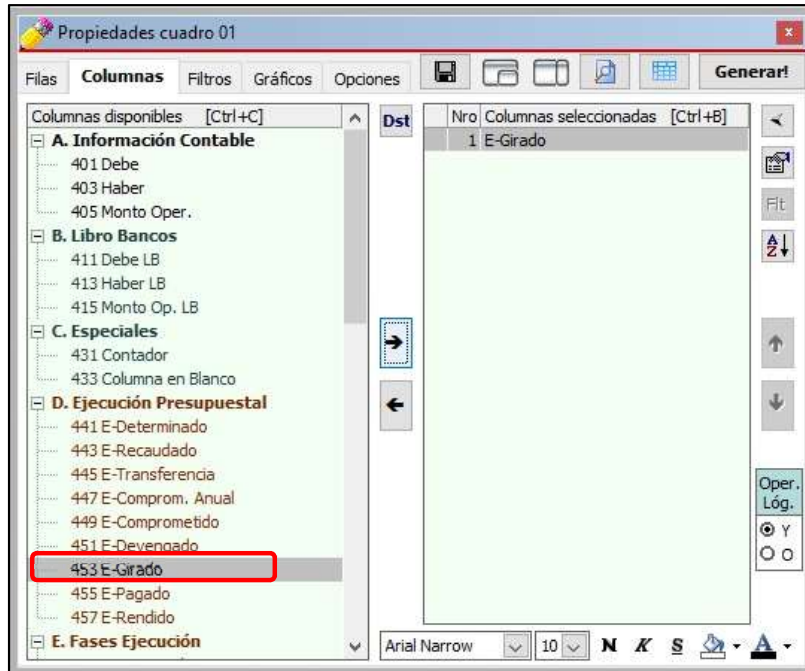 Propiedades cuadro 01
x
Filas Columnas Filtros Gráficos Opciones Generar!
Columnas disponibles [Ctrl+C]
A. Información Contable
401 Debe
403 Haber
405 Monto Oper.
B. Libro Bancos
411 Debe LB
413 Haber LB
415 Monto Op. LB
C. Especiales
431 Contador
433 Columna en Blanco
D. Ejecución Presupuestal
441 E-Determinado
443 E-Recaudado
445 E-Transferencia
447 E-Comprom. Anual
449 E-Comprometido
451 E-Devengado
453 E-Girado
455 E-Pagado
457 E-Rendido
E. Fases Ejecución
Dst
Nro Columnas seleccionadas [Ctrl+B]
1 E-Girado
Flt
A
Z
Oper.
Lóg.
Y
O
Arial Narrow 10 N K S A